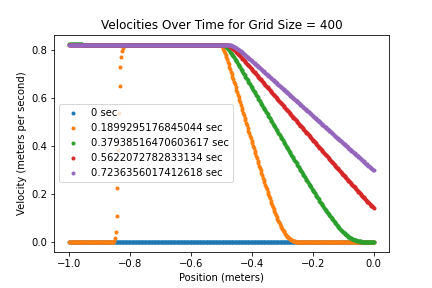 Velocities Over Time for Grid Size = 400
Velocity (meters per second)
0.8
0.6
0.4
0.2
0.0
0 sec
0.1899295176845044 sec
0.37938516470603617 sec
0.5622072782833134 sec
0.7236356017412618 sec
−1.0 −0.8 −0.6 −0.4 −0.2 0.0
Position (meters)